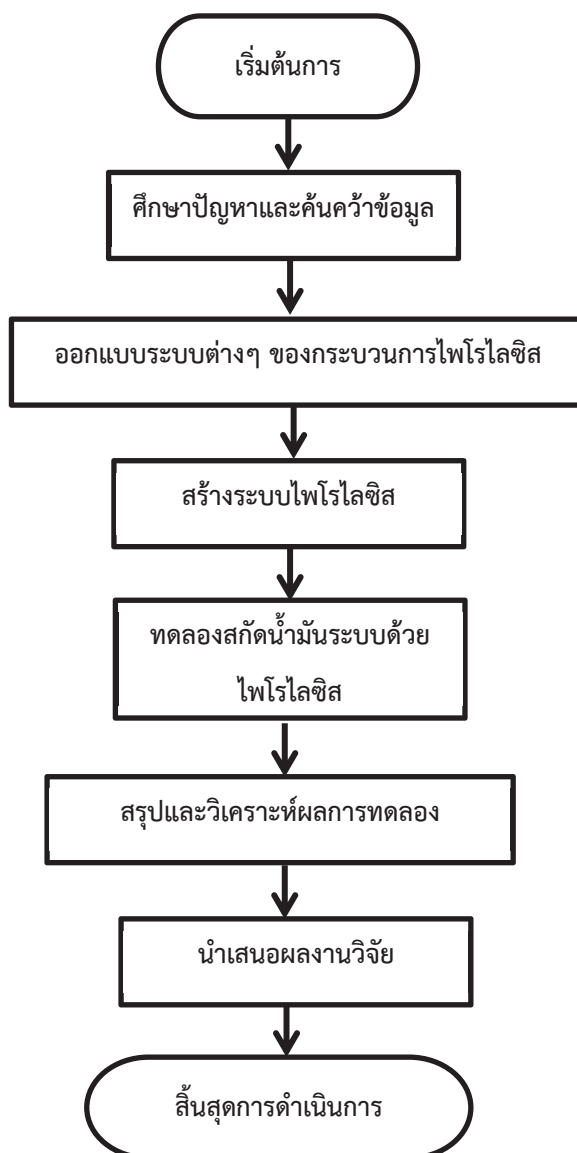 เริ่มต้นการ
ศึกษาปัญหาและค้นคว้าข้อมูล
ออกแบบระบบต่างๆ ของกระบวนการไพโรไลซิส
สร้างระบบไพโรไลซิส
ทดลองสกัดน้ำมันระบบด้วย
ไพโรไลซิส
สรุปและวิเคราะห์ผลการทดลอง
นำเสนอผลงานวิจัย
สิ้นสุดการดำเนินการ